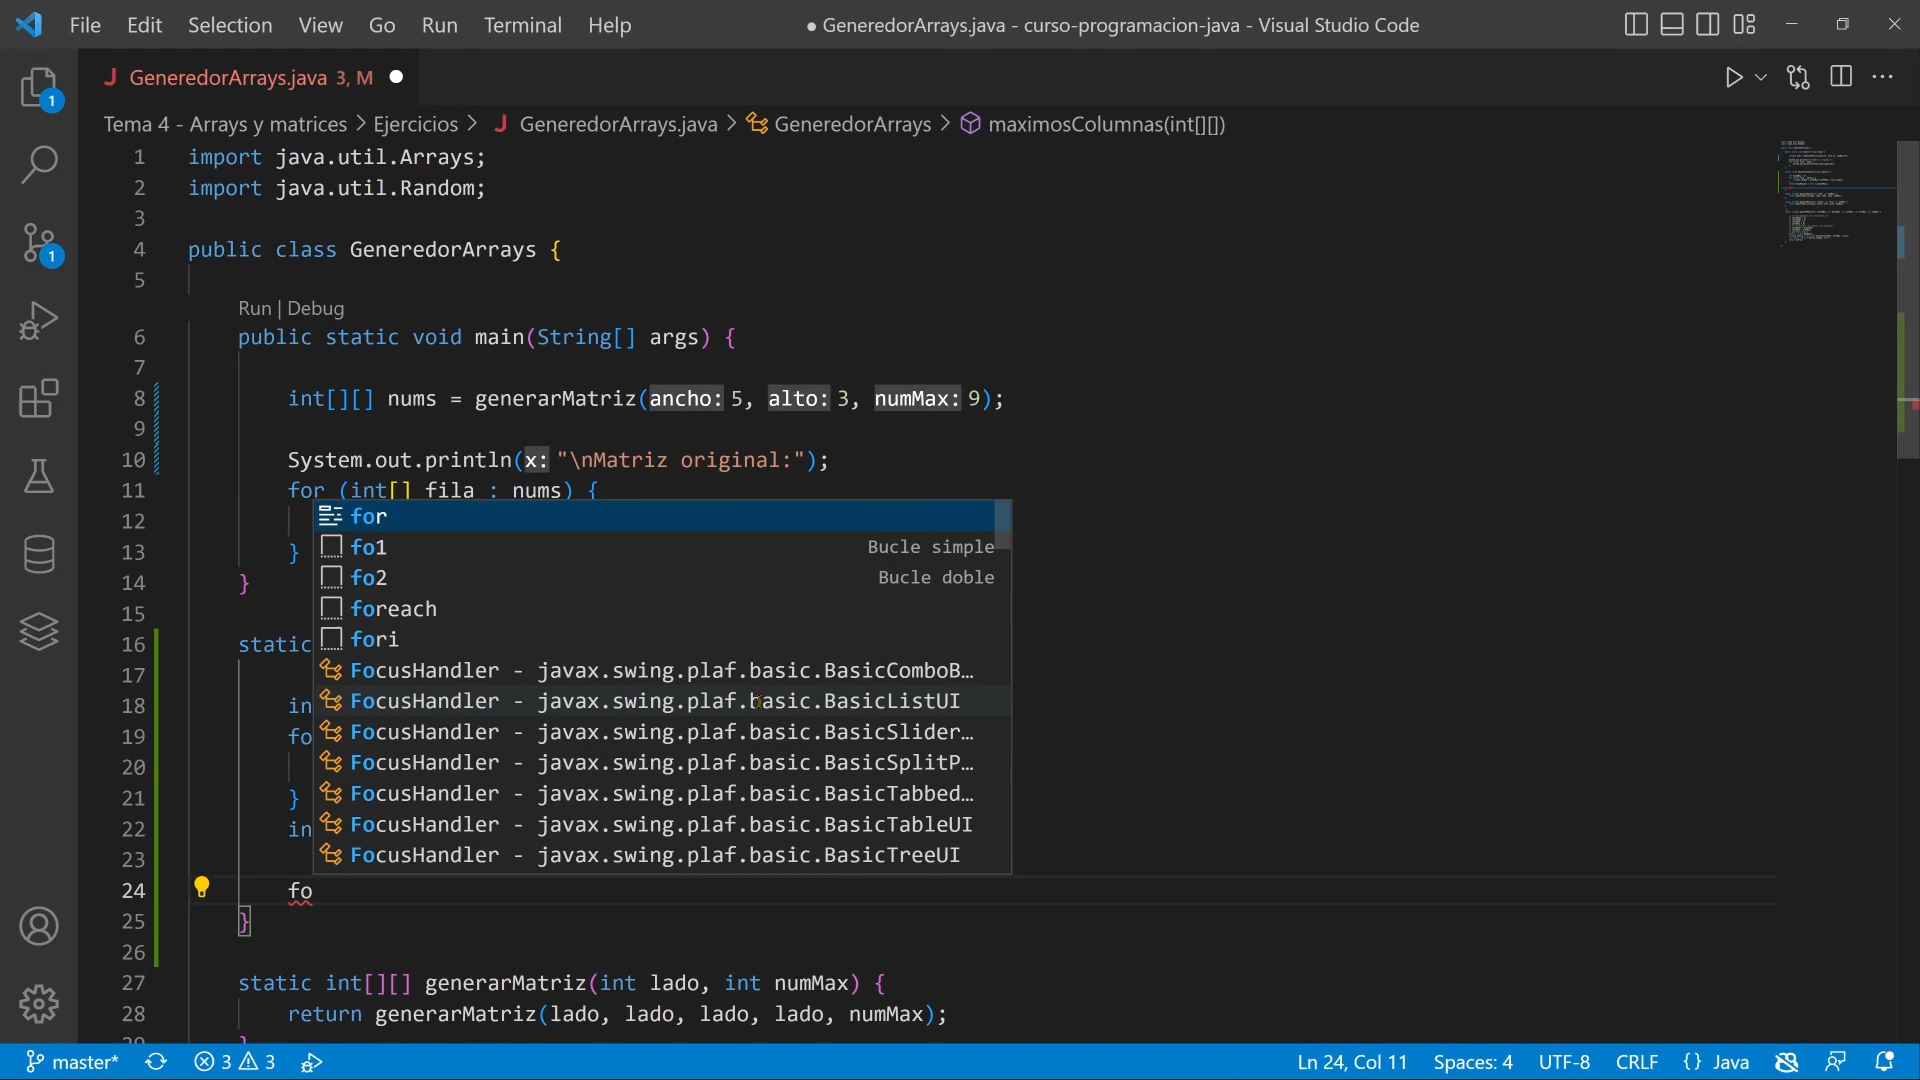 File Edit Selection View Go Run Terminal Help
● GeneredorArrays.java - curso-programacion-java - Visual Studio Code
J GeneredorArrays.java 3, M ●
Tema 4 - Arrays y matrices > Ejercicios > J GeneredorArrays.java > GeneredorArrays > maximosColumnas(int[][])
1 import java.util.Arrays;
2 import java.util.Random;
3
4 public class GeneredorArrays {
5
Run | Debug
6 public static void main(String[] args) {
7
8 int[][] nums = generarMatriz(ancho: 5, alto: 3, numMax: 9);
9
10 System.out.println(x: "\nMatriz original:");
11 for (int[] fila : nums) {
12
13 }
14 }
15
16 static
17
18 in
19 fo
20
21 }
22 in
23
24 fo
25 }
26
27 static int[][] generarMatriz(int lado, int numMax) {
28 return generarMatriz(lado, lado, lado, lado, numMax);
for
fo1 Bucle simple
fo2 Bucle doble
foreach
fori
FocusHandler - javax.swing.plaf.basic.BasicComboB…
FocusHandler - javax.swing.plaf.basic.BasicListUI
FocusHandler - javax.swing.plaf.basic.BasicSlider…
FocusHandler - javax.swing.plaf.basic.BasicSplitP…
FocusHandler - javax.swing.plaf.basic.BasicTabbed…
FocusHandler - javax.swing.plaf.basic.BasicTableUI
FocusHandler - javax.swing.plaf.basic.BasicTreeUI
1
1
master* 3 3 Ln 24, Col 11 Spaces: 4 UTF-8 CRLF {} Java